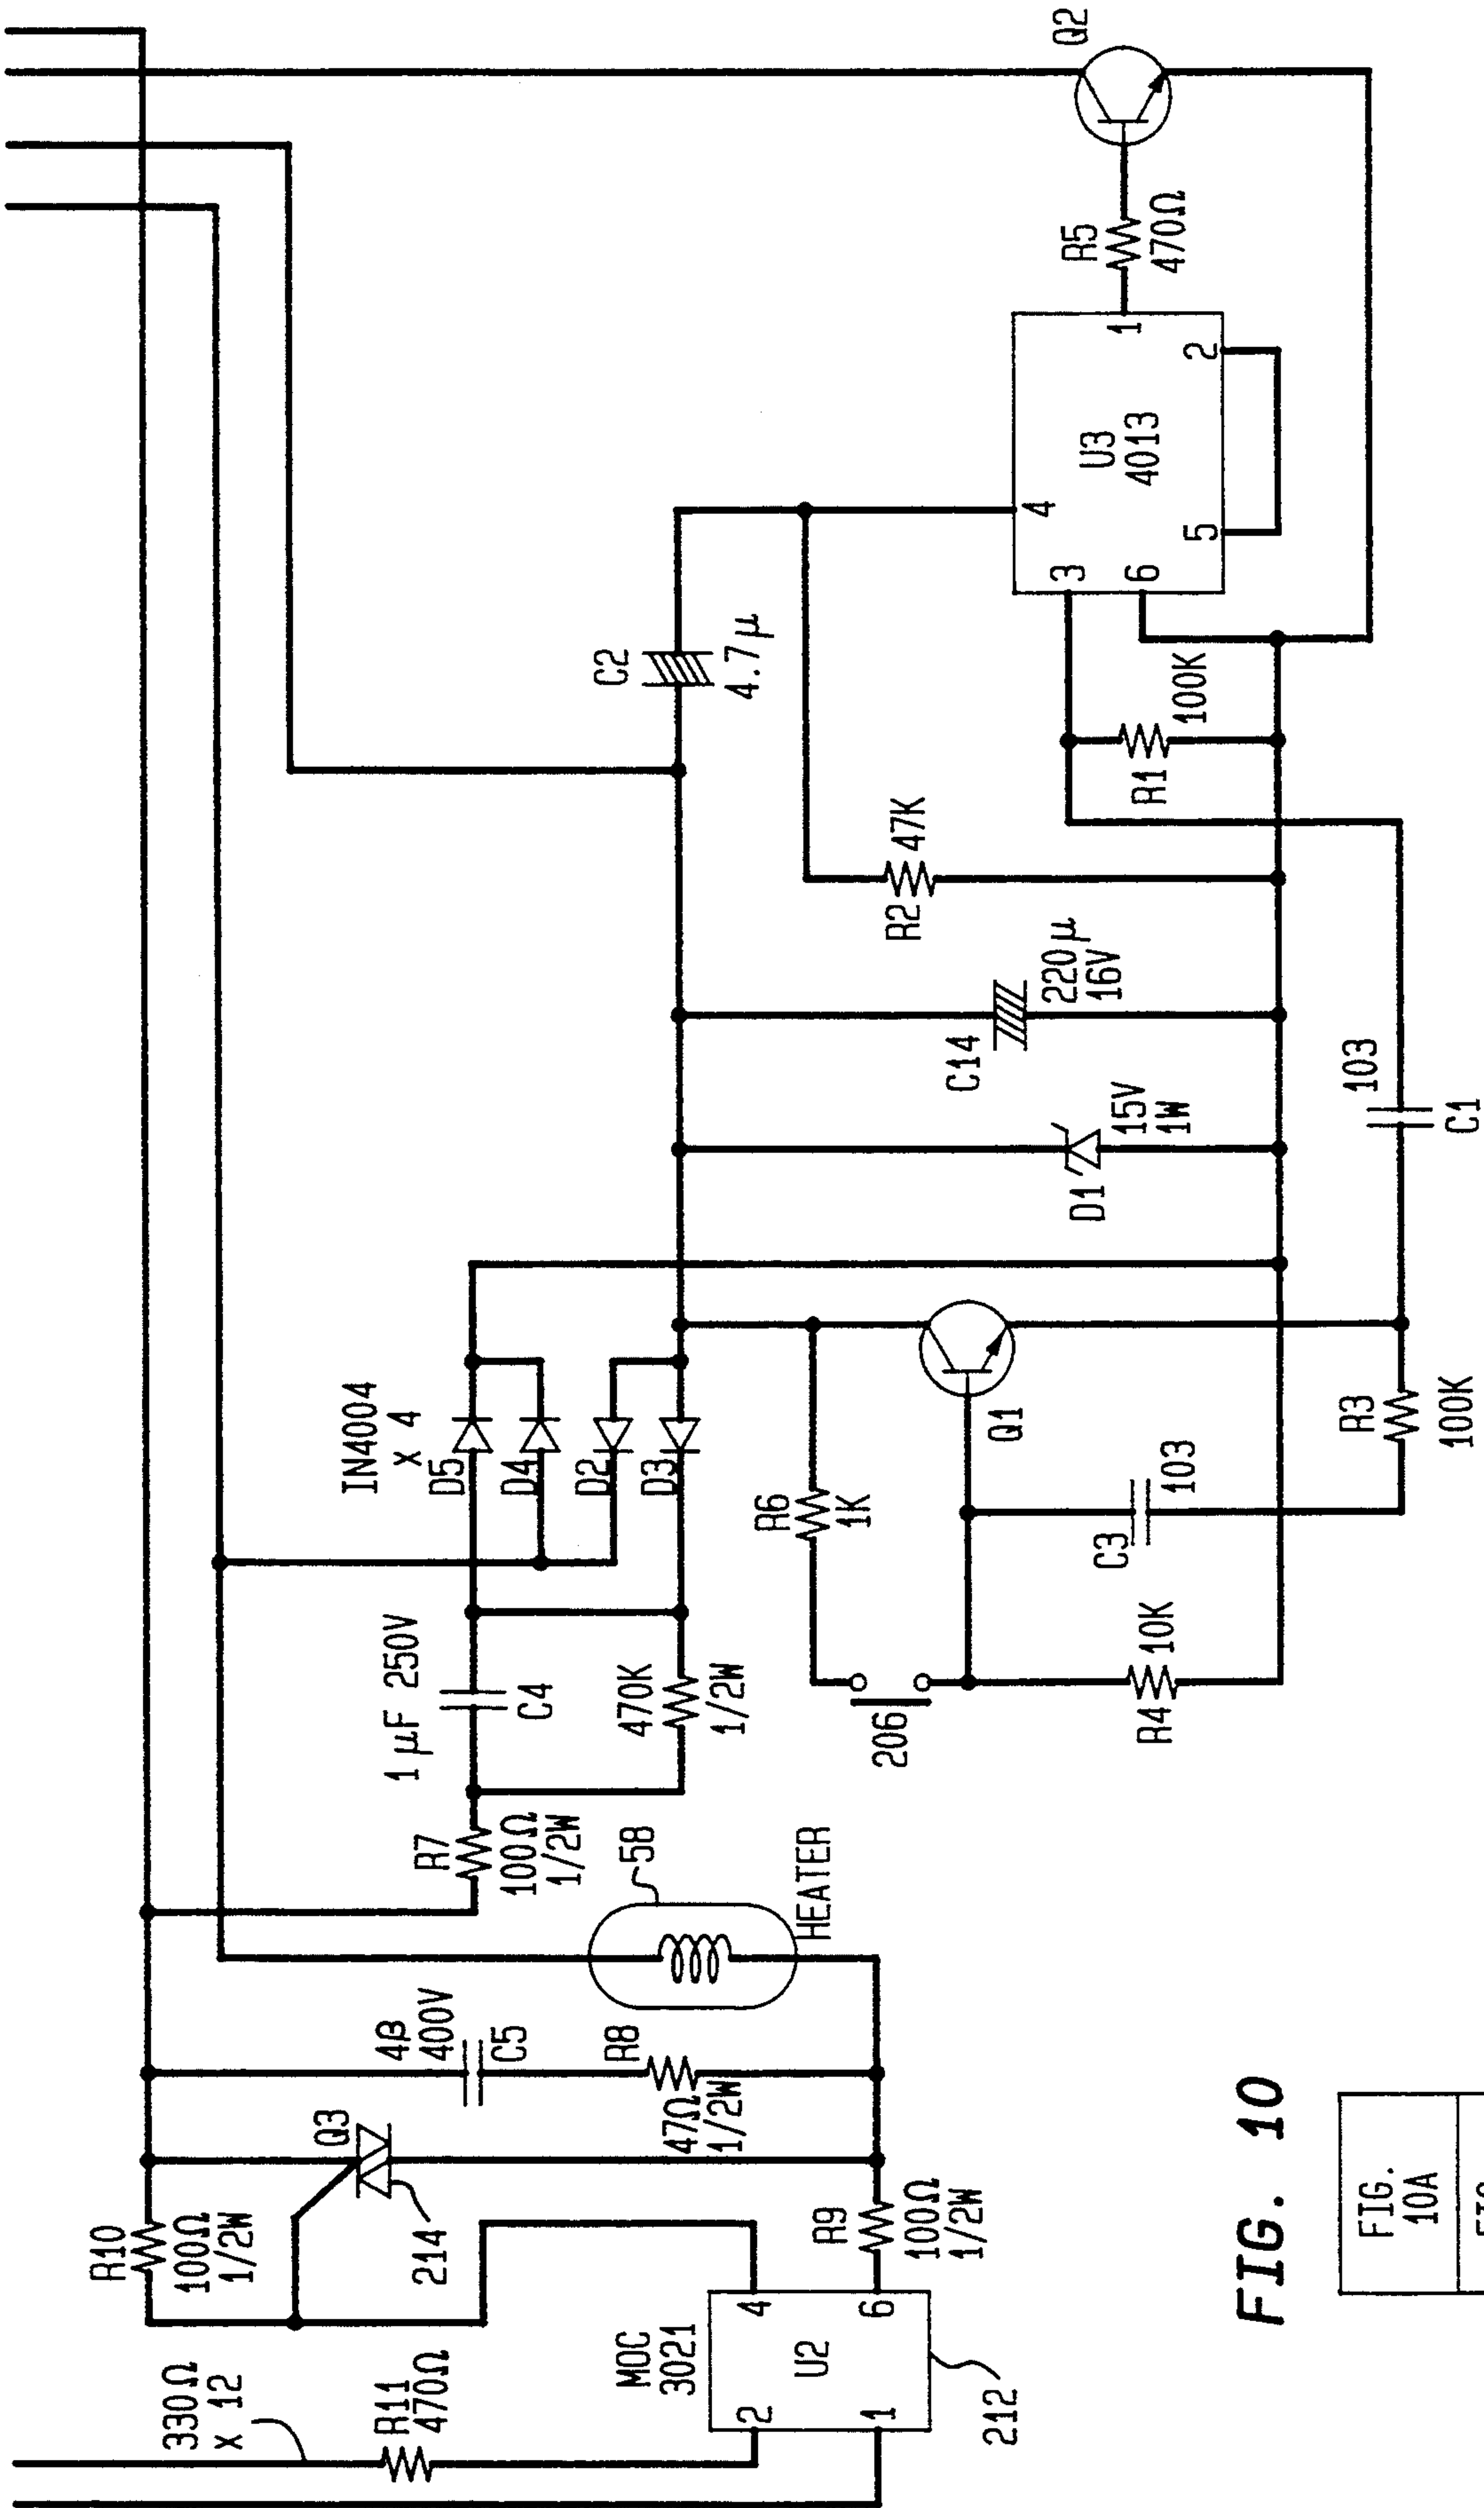 Q2
R5
470Ω
1
2
U3
4013
4
5
3
6
C2
4.7μ
R1
100K
R2
47K
C14
220μ
16V
D1
15V
1W
103
C1
IN4004
x 4
D5
D4
D2
D3
Q1
R6
1K
C3
103
R3
100K
1μF 250V
C4
470K
1/2W
206
R4
10K
R7
100Ω
1/2W
58
HEATER
4β
400V
C5
R8
47Ω
1/2W
Q3
214
R10
100Ω
1/2W
R9
100Ω
1/2W
330Ω
x 12
R11
470Ω
MOC
3021
U2
4
6
2
1
212
FIG. 10
FIG.
10A